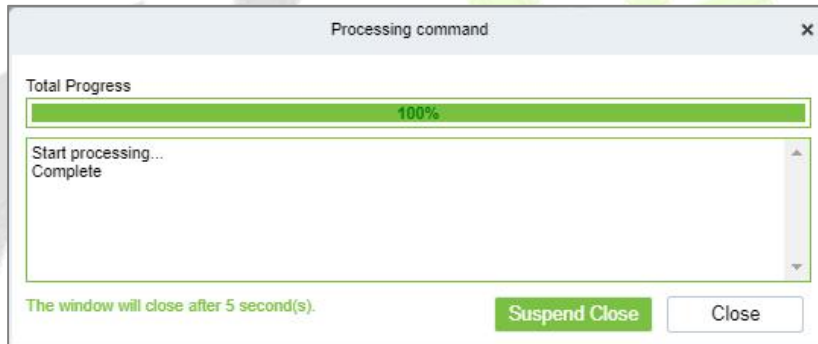 Processing command
Total Progress
100%
Start processing...
Complete
The window will close after 5 second(s).
Suspend Close
Close